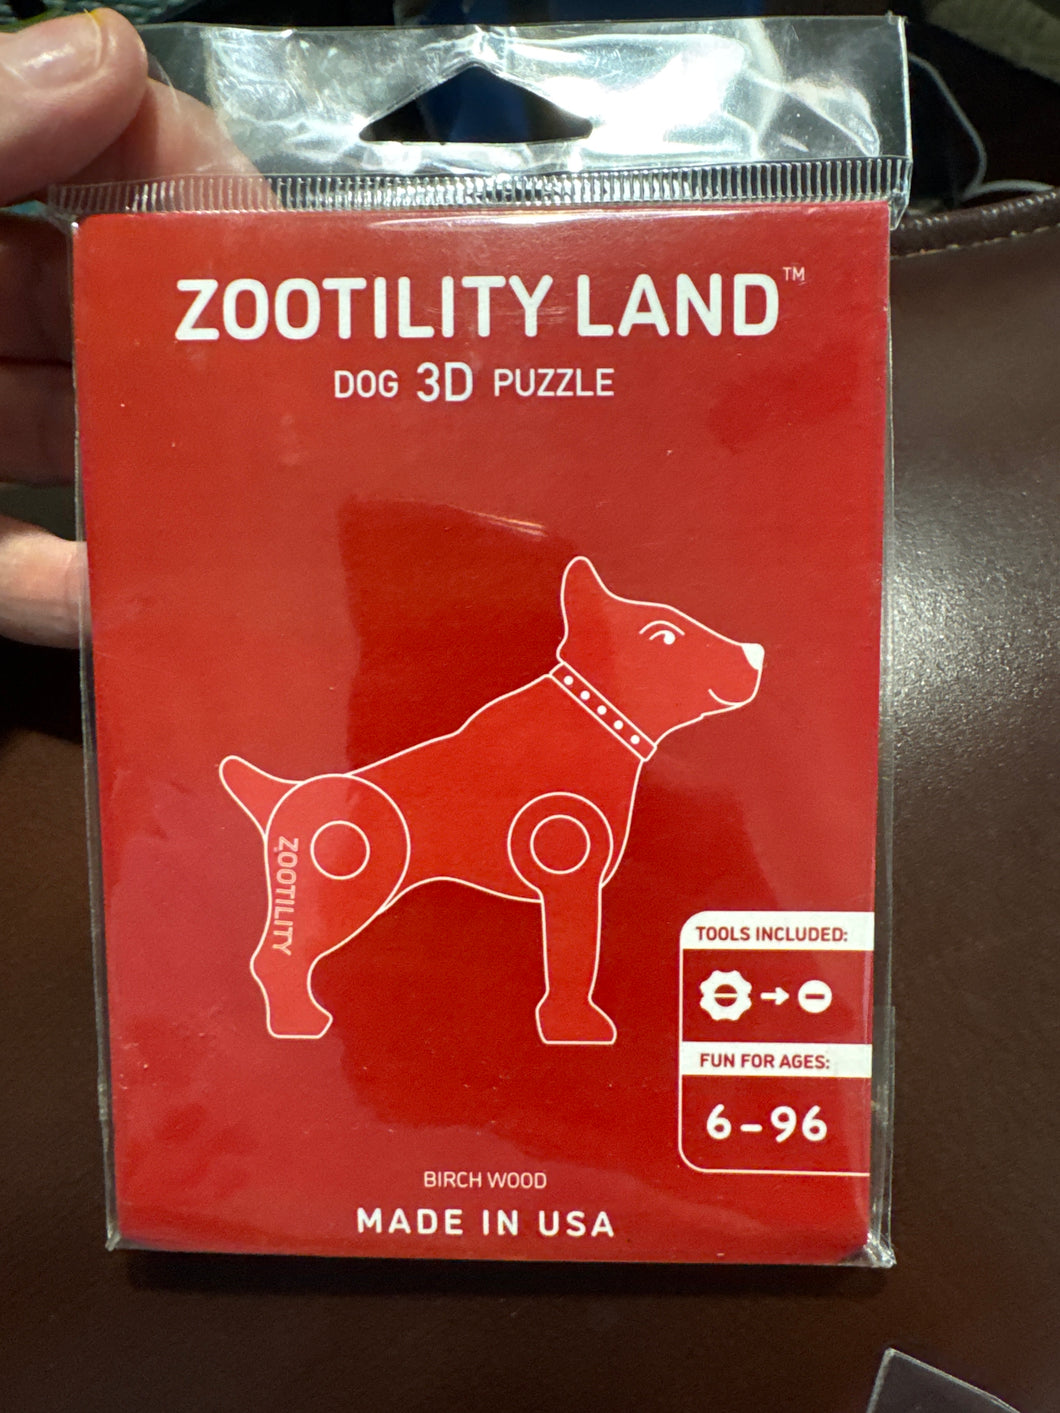 ZOOTILITY LAND™
DOG 3D PUZZLE
ZOOTILITY
TOOLS INCLUDED:
FUN FOR AGES:
6–96
BIRCH WOOD
MADE IN USA